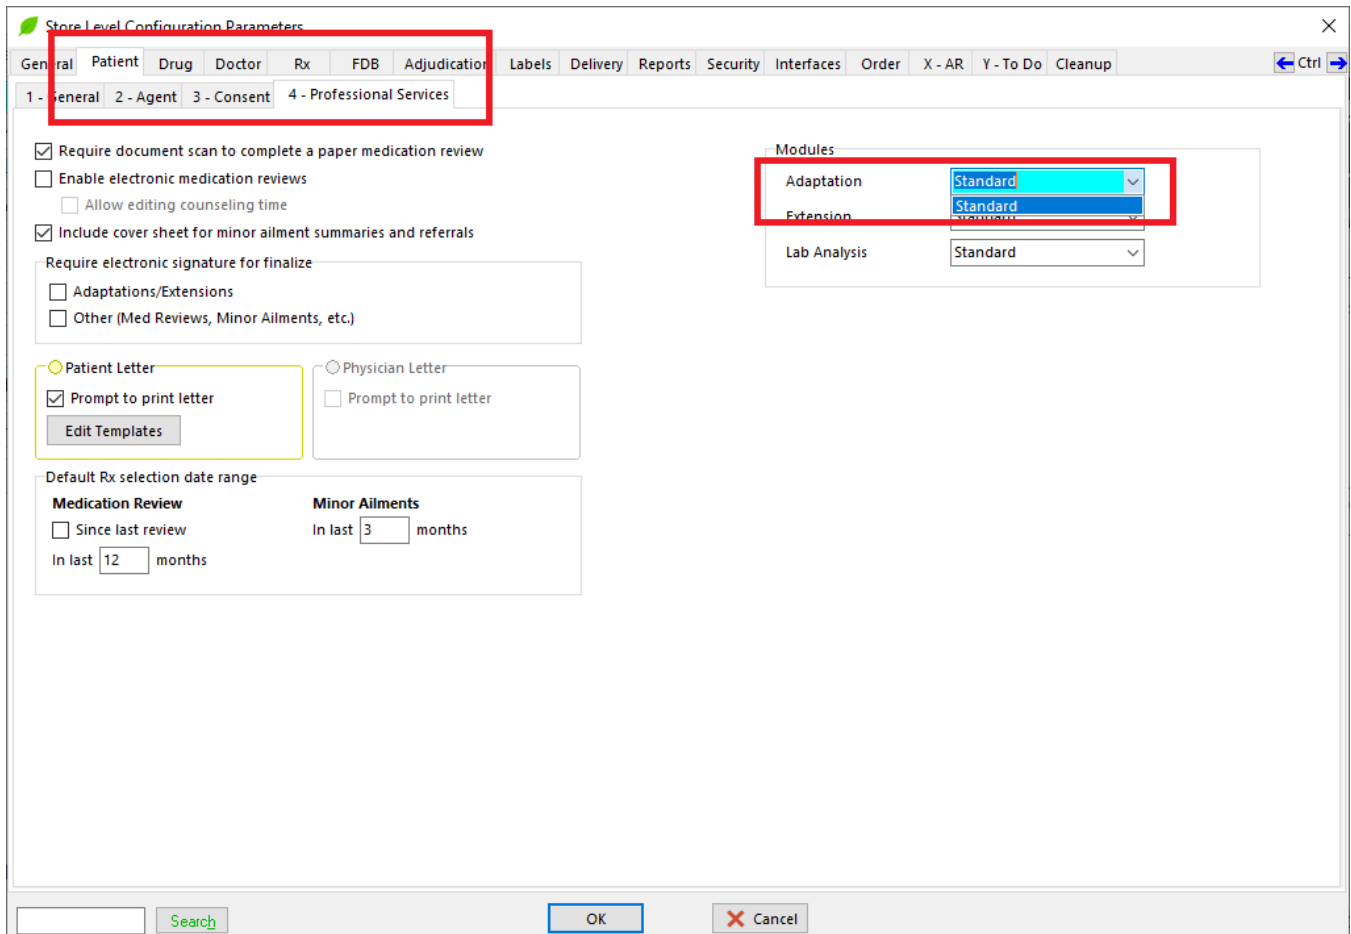 Store Level Configuration Parameters
General Patient Drug Doctor Rx FDB Adjudication Labels Delivery Reports Security Interfaces Order X - AR Y - To Do Cleanup Ctrl
1 - General 2 - Agent 3 - Consent 4 - Professional Services
Require document scan to complete a paper medication review
Enable electronic medication reviews
Allow editing counseling time
Include cover sheet for minor ailment summaries and referrals
Require electronic signature for finalize
Adaptations/Extensions
Other (Med Reviews, Minor Ailments, etc.)
Patient Letter
Prompt to print letter
Edit Templates
Physician Letter
Prompt to print letter
Default Rx selection date range
Medication Review
Since last review
In last 12 months
Minor Ailments
In last 3 months
Modules
Adaptation Standard
Standard
Extension Standard
Lab Analysis Standard
Search OK Cancel